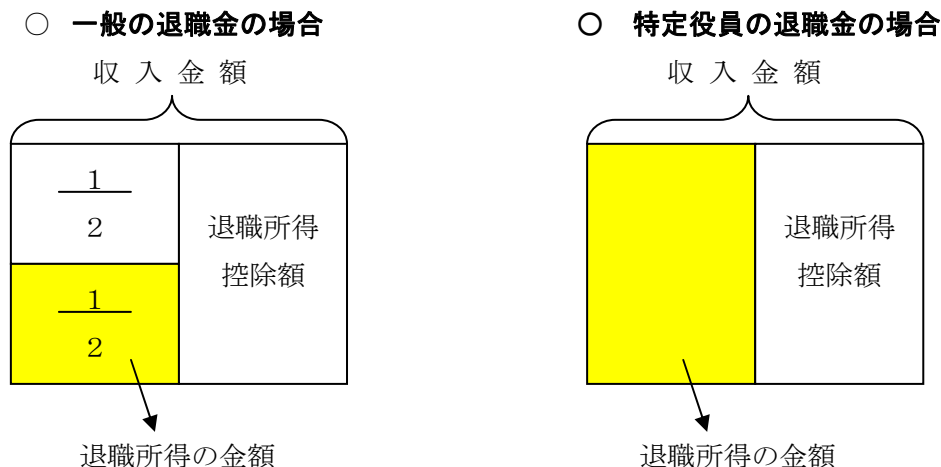 ○ 一般の退職金の場合
収 入 金 額
1
2
退職所得
控除額
1
2
退職所得の金額
○ 特定役員の退職金の場合
収 入 金 額
退職所得
控除額
退職所得の金額